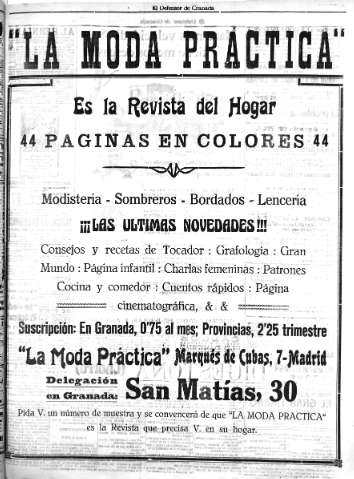 El Defensor de Granada
"LA MODA PRACTICA"
Es la Revista del Hogar
44 PAGINAS EN COLORES 44
Modisteria - Sombreros - Bordados - Lencería
¡¡¡LAS ULTIMAS NOVEDADES!!!
Consejos y recetas de Tocador : Grafologia : Gran
Mundo : Página infantil : Charlas femeninas : Patrones
Cocina y comedor : Cuentos rápidos : Página
cinematográfica, & &
Suscripción: En Granada, 0'75 al mes; Provincias, 2'25 trimestre
"La Moda Práctica" Marqués de Cubas, 7-Madrid
Delegación
en Granada: San Matías, 30
Pida V. un número de muestra y se convencerá de que "LA MODA PRACTICA"
es la Revista que precisa V. en su hogar.